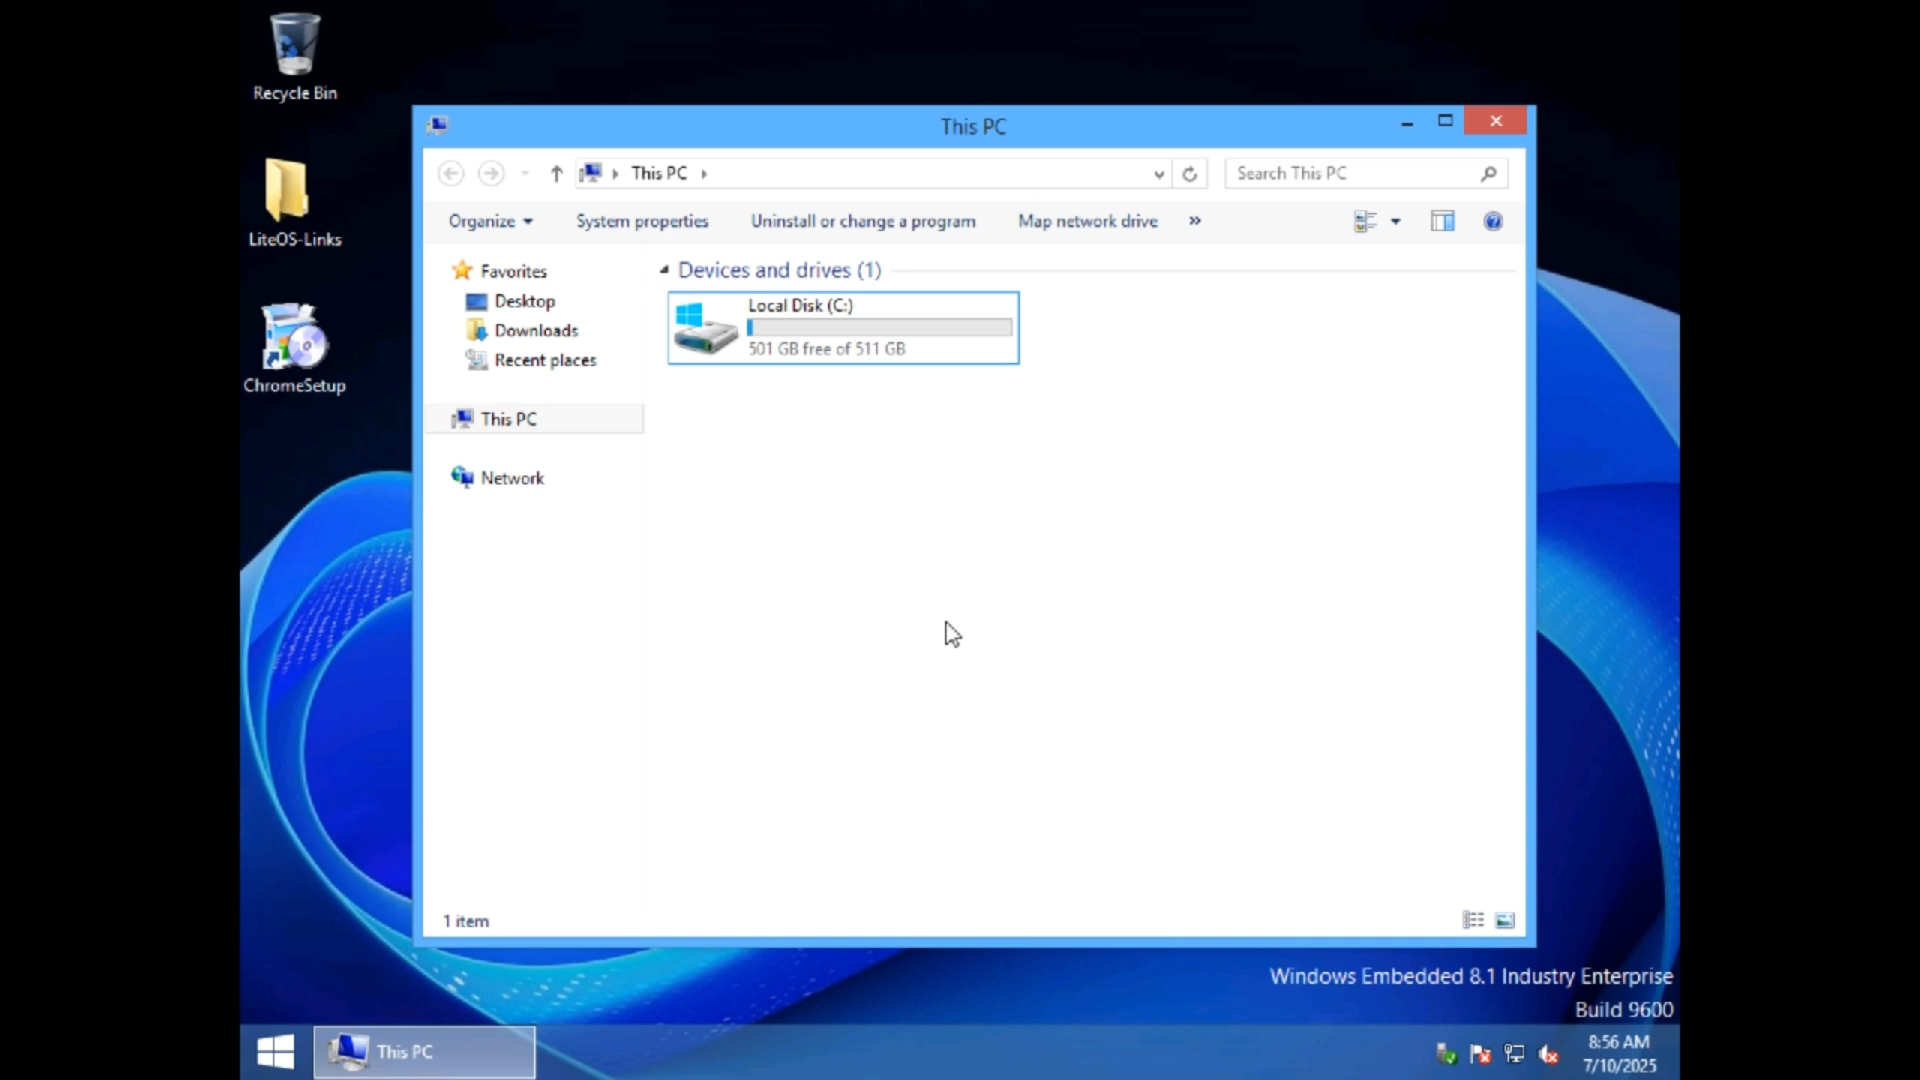 Recycle Bin
LiteOS-Links
ChromeSetup
This PC
This PC
Search This PC
Organize
System properties
Uninstall or change a program
Map network drive
»
Favorites
Desktop
Downloads
Recent places
This PC
Network
Devices and drives (1)
Local Disk (C:)
501 GB free of 511 GB
1 item
Windows Embedded 8.1 Industry Enterprise
Build 9600
This PC
8:56 AM
7/10/2025